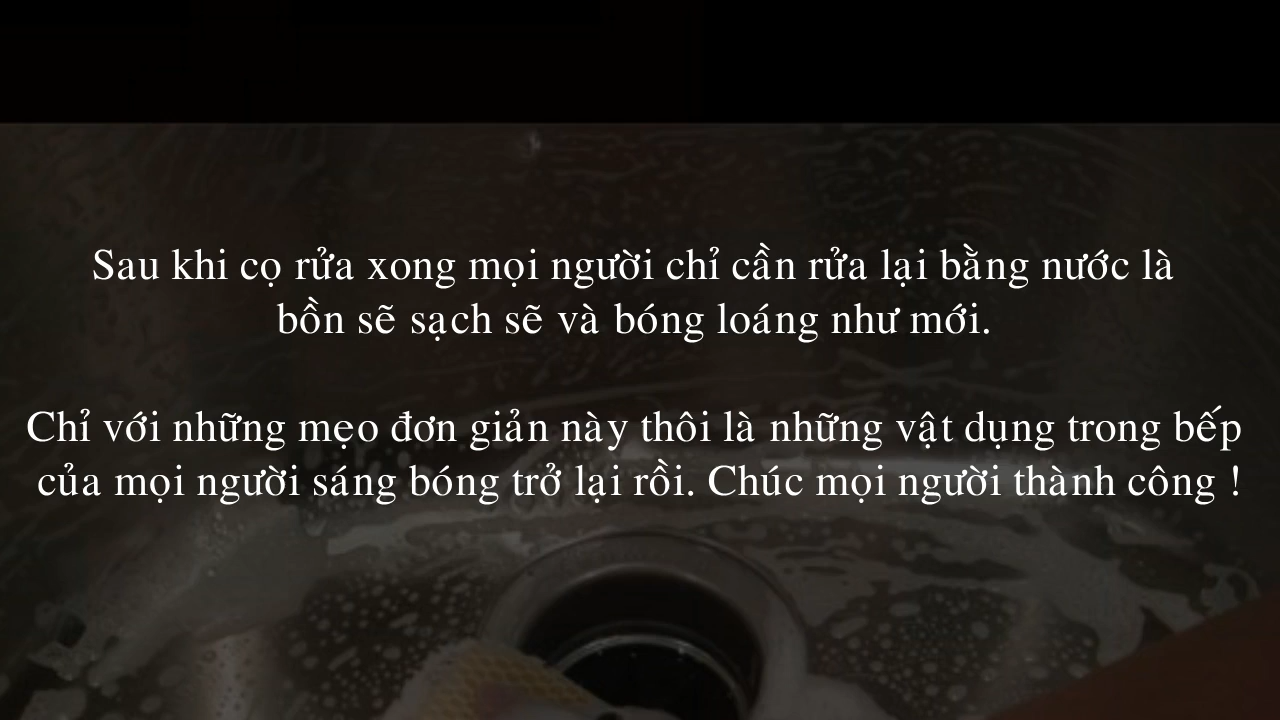 Sau khi cọ rửa xong mọi người chỉ cần rửa lại bằng nước là
bồn sẽ sạch sẽ và bóng loáng như mới.
Chỉ với những mẹo đơn giản này thôi là những vật dụng trong bếp
của mọi người sáng bóng trở lại rồi. Chúc mọi người thành công !